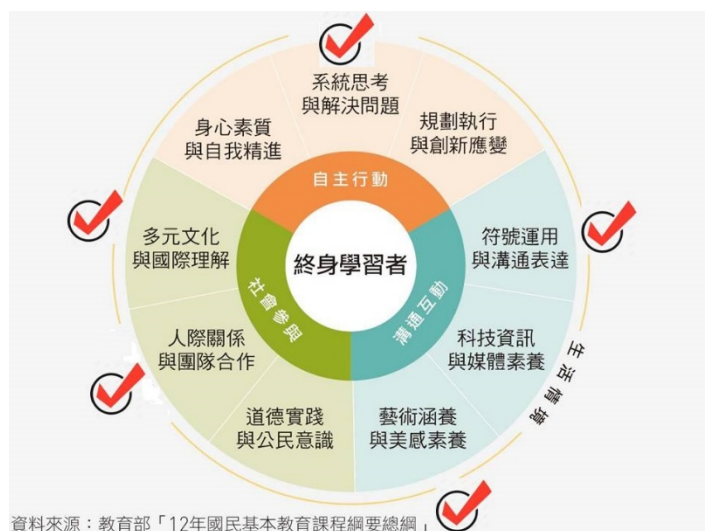 系統思考
與解決問題
規劃執行
與創新應變
身心素質
與自我精進
自主行動
多元文化
與國際理解
符號運用
與溝通表達
終身學習者
社會參與
溝通互動
人際關係
與團隊合作
科技資訊
與媒體素養
生活情境
道德實踐
與公民意識
藝術涵養
與美感素養
資料來源：教育部「12年國民基本教育課程綱要總綱」